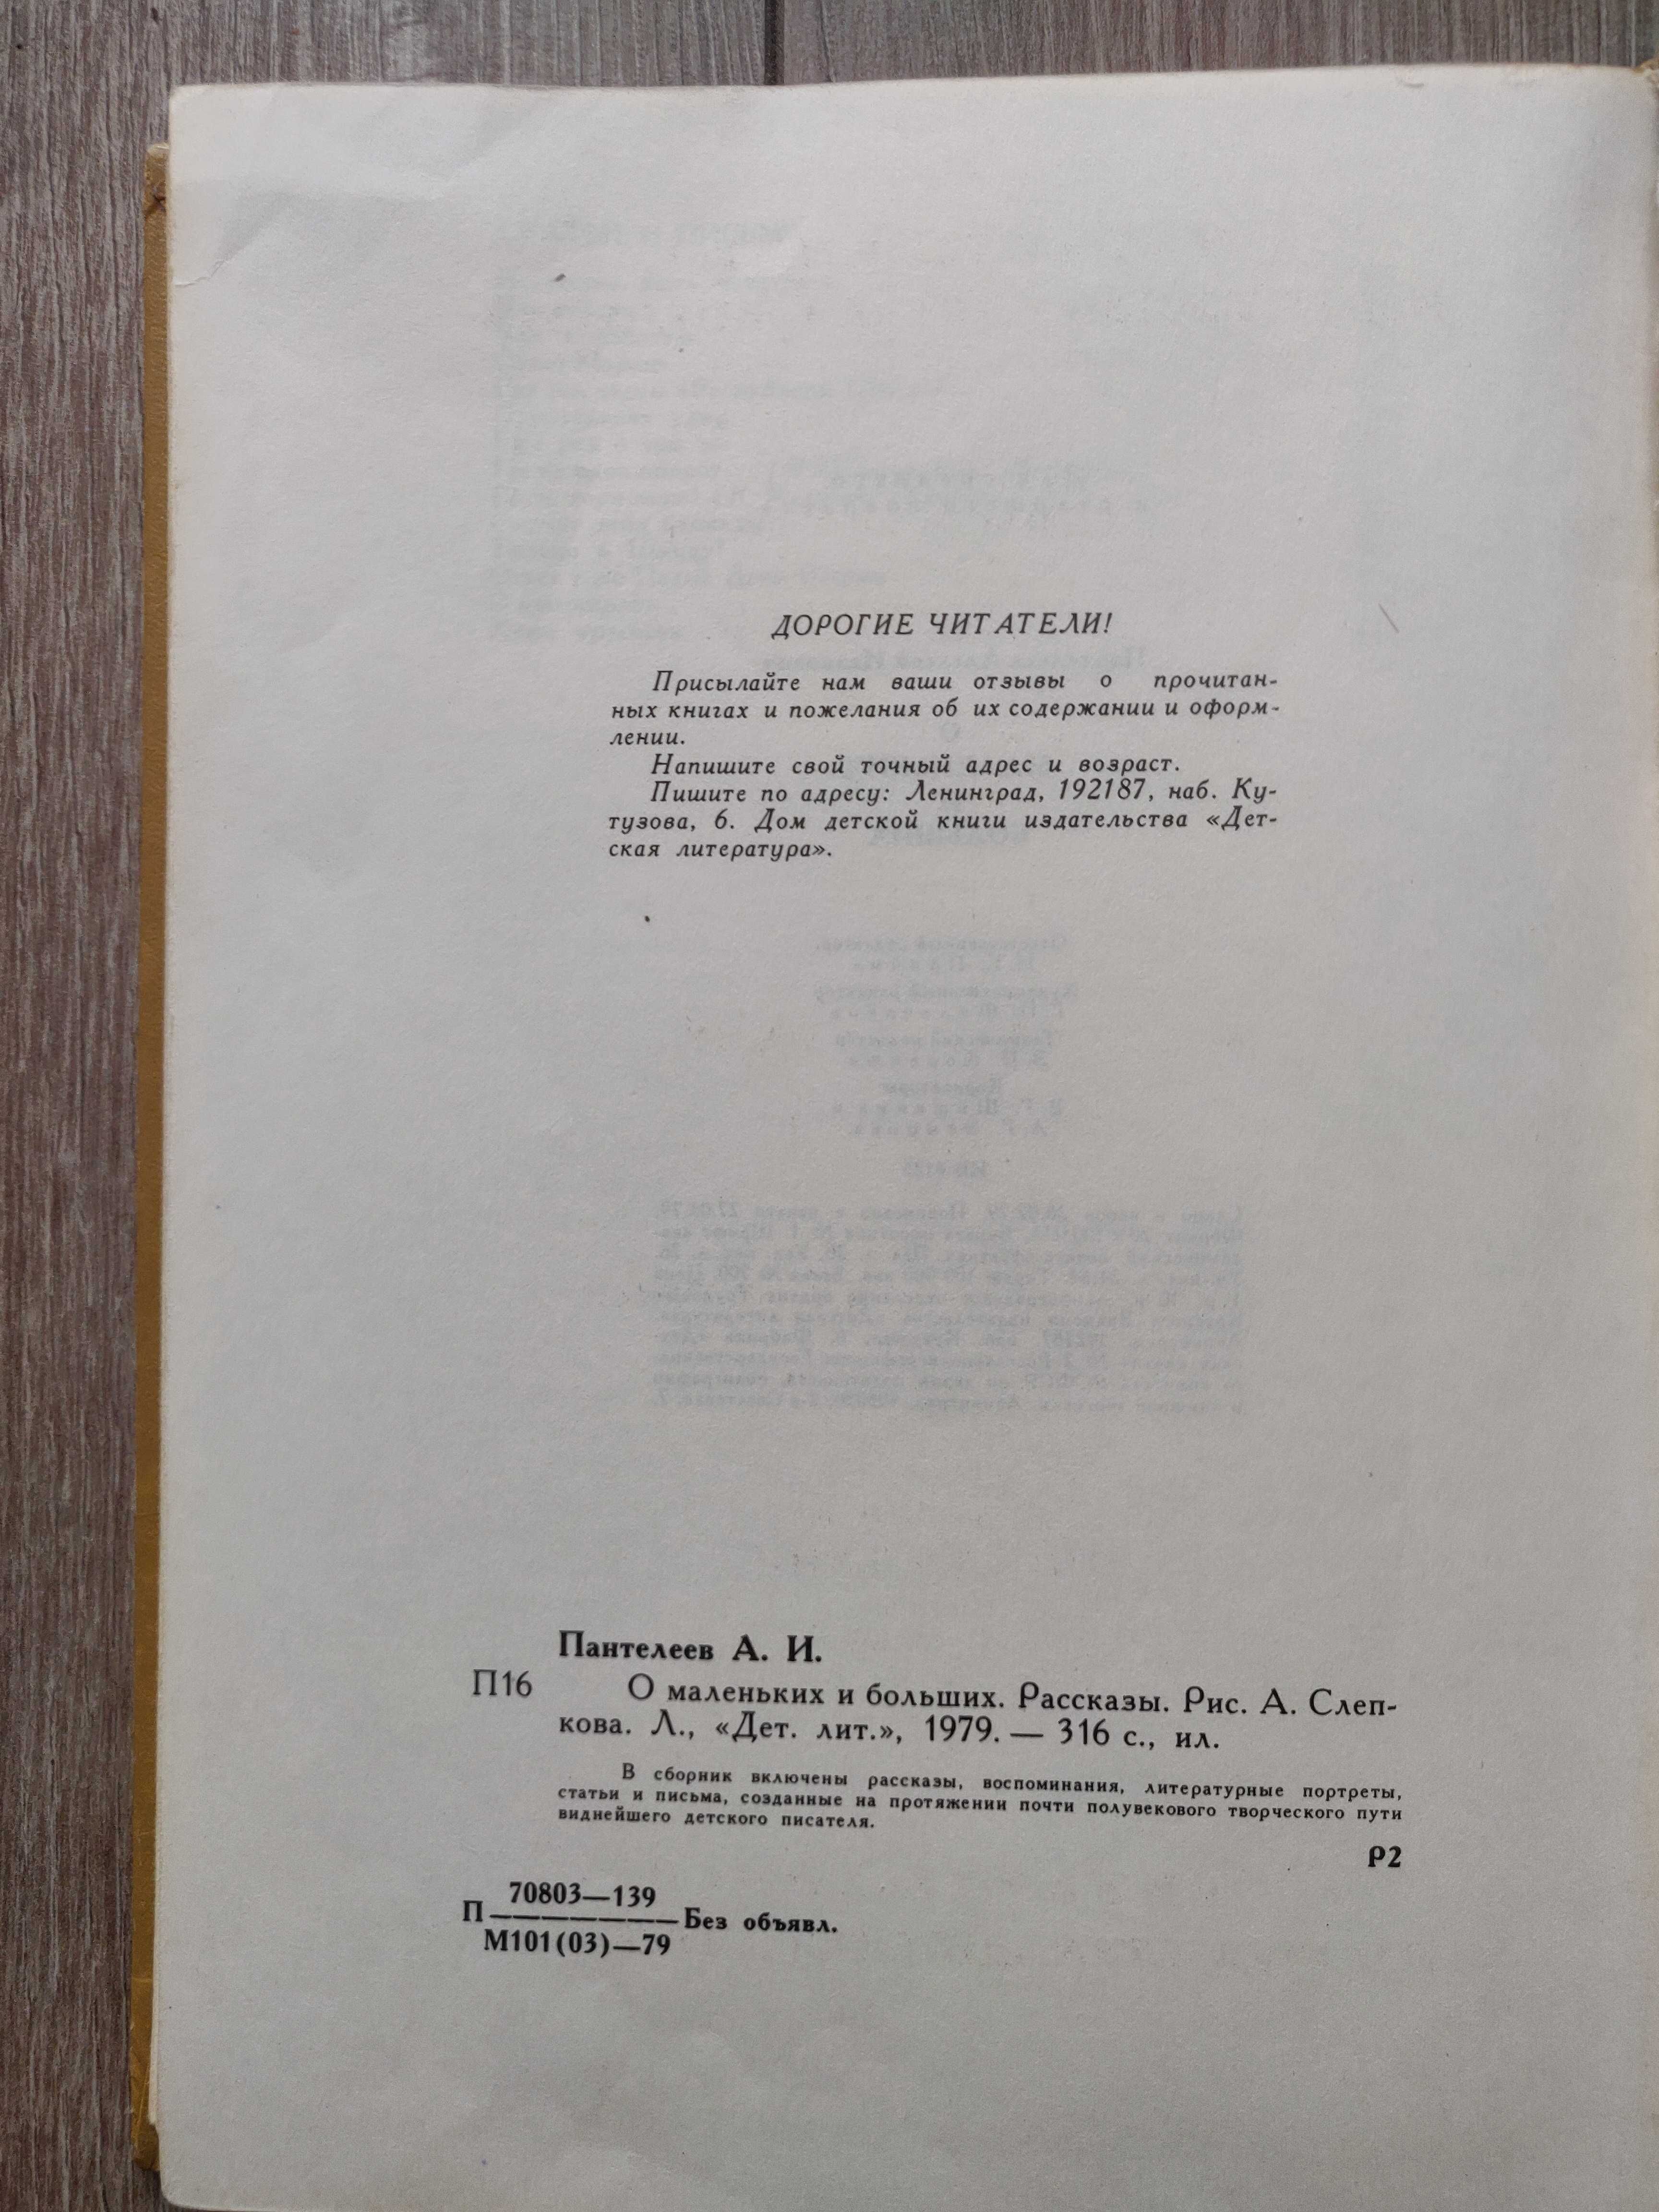 ДОРОГИЕ ЧИТАТЕЛИ!
Присылайте нам ваши отзывы о прочитан-
ных книгах и пожелания об их содержании и оформ-
лении.
Напишите свой точный адрес и возраст.
Пишите по адресу: Ленинград, 192187, наб. Ку-
тузова, 6. Дом детской книги издательства «Дет-
ская литература».
Пантелеев А. И.
П16 О маленьких и больших. Рассказы. Рис. А. Слеп-
кова. Л., «Дет. лит.», 1979. — 316 с., ил.
В сборник включены рассказы, воспоминания, литературные портреты,
статьи и письма, созданные на протяжении почти полувекового творческого пути
виднейшего детского писателя.
Р2
70803—139
П ———————— Без объявл.
М101(03)—79